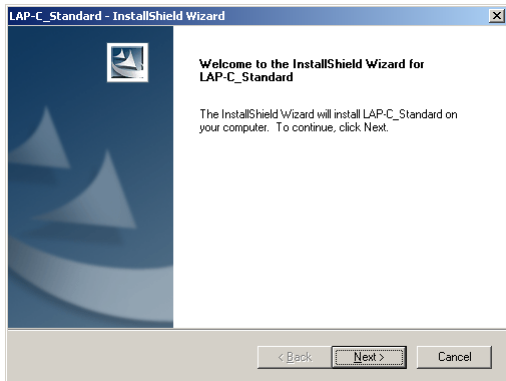 LAP-C_Standard - InstallShield Wizard
Welcome to the InstallShield Wizard for
LAP-C_Standard
The InstallShield Wizard will install LAP-C_Standard on
your computer. To continue, click Next.
< Back
Next >
Cancel